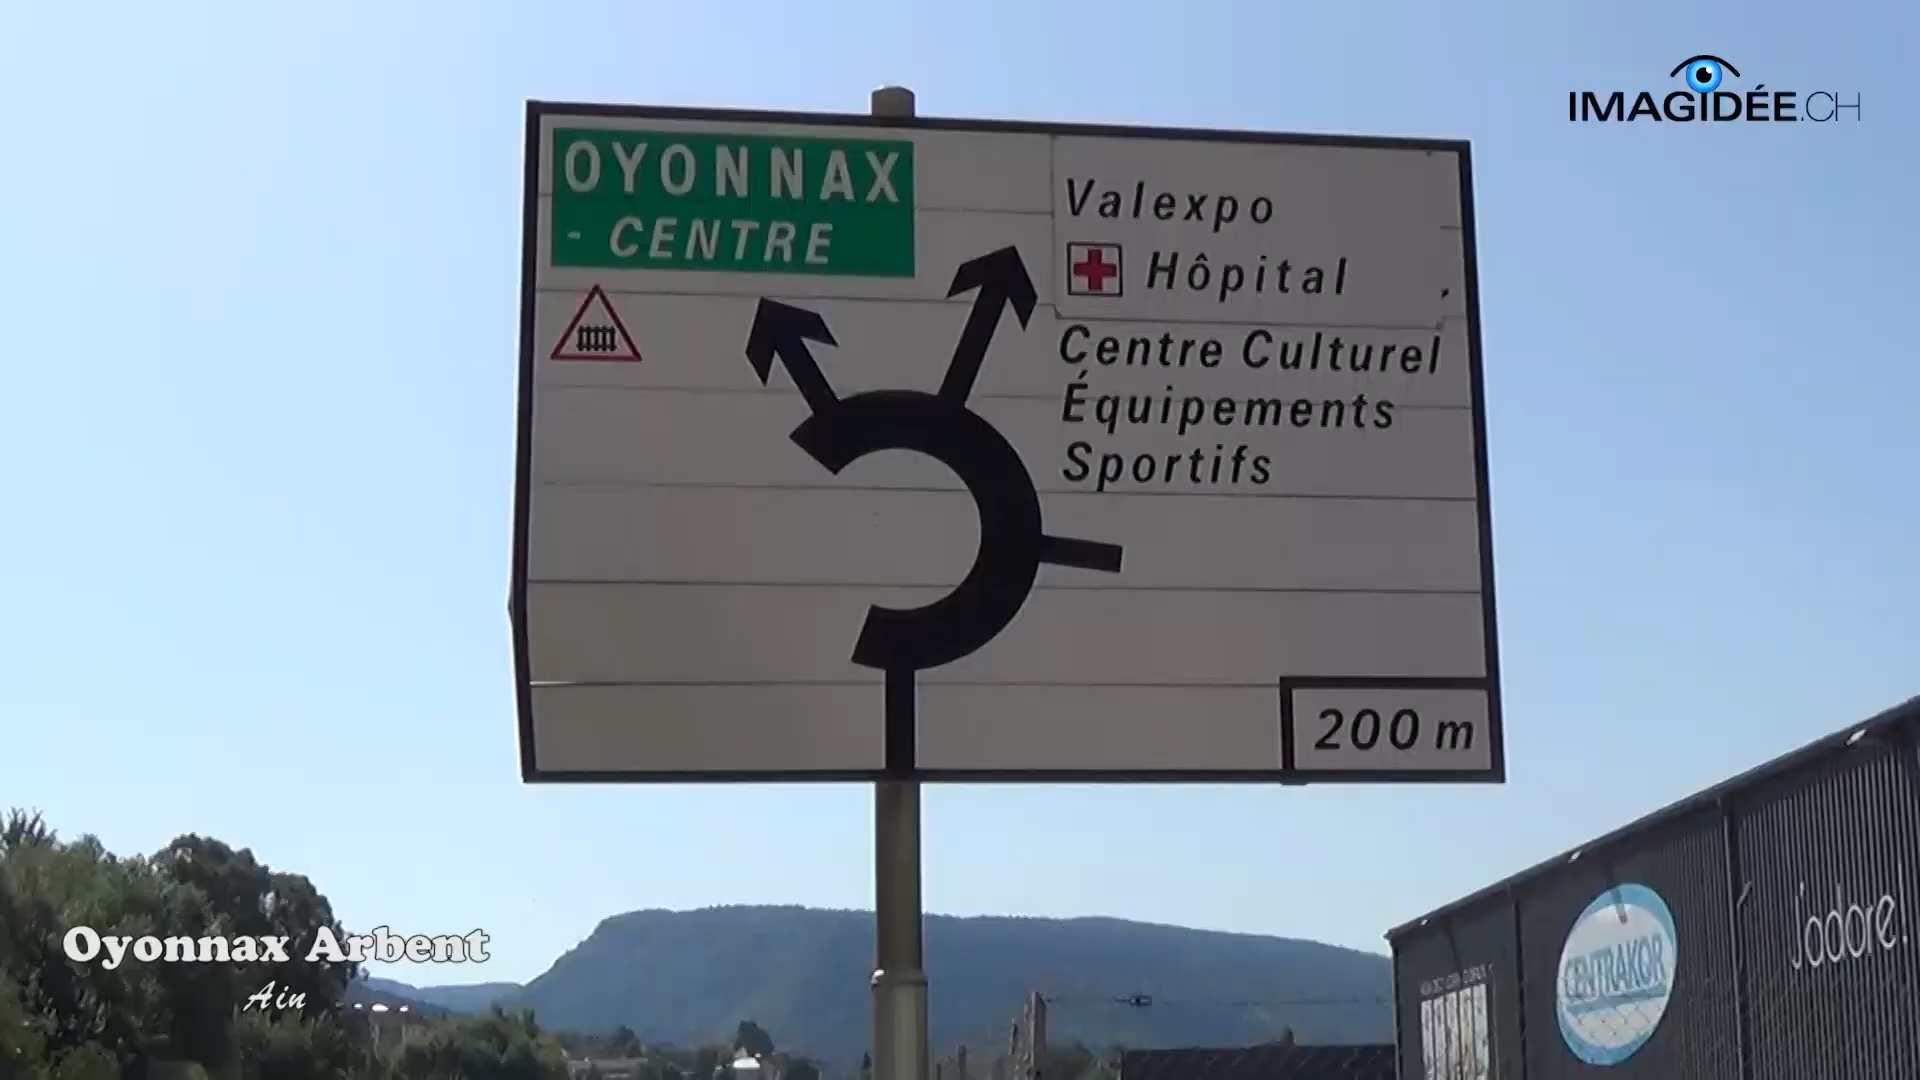 IMAGIDÉE.CH
OYONNAX
- CENTRE
Valexpo
Hôpital
Centre Culturel
Équipements
Sportifs
200 m
Oyonnax Arbent
Ain
CENTRAKOR
J'adore!